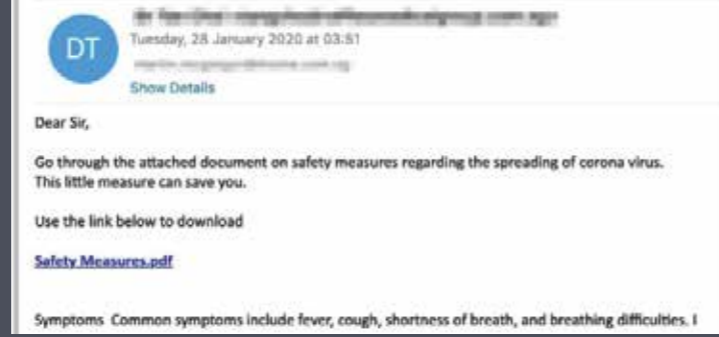 DT
Tuesday, 28 January 2020 at 03:51
Show Details
Dear Sir,
Go through the attached document on safety measures regarding the spreading of corona virus.
This little measure can save you.
Use the link below to download
Safety Measures.pdf
Symptoms Common symptoms include fever, cough, shortness of breath, and breathing difficulties. I